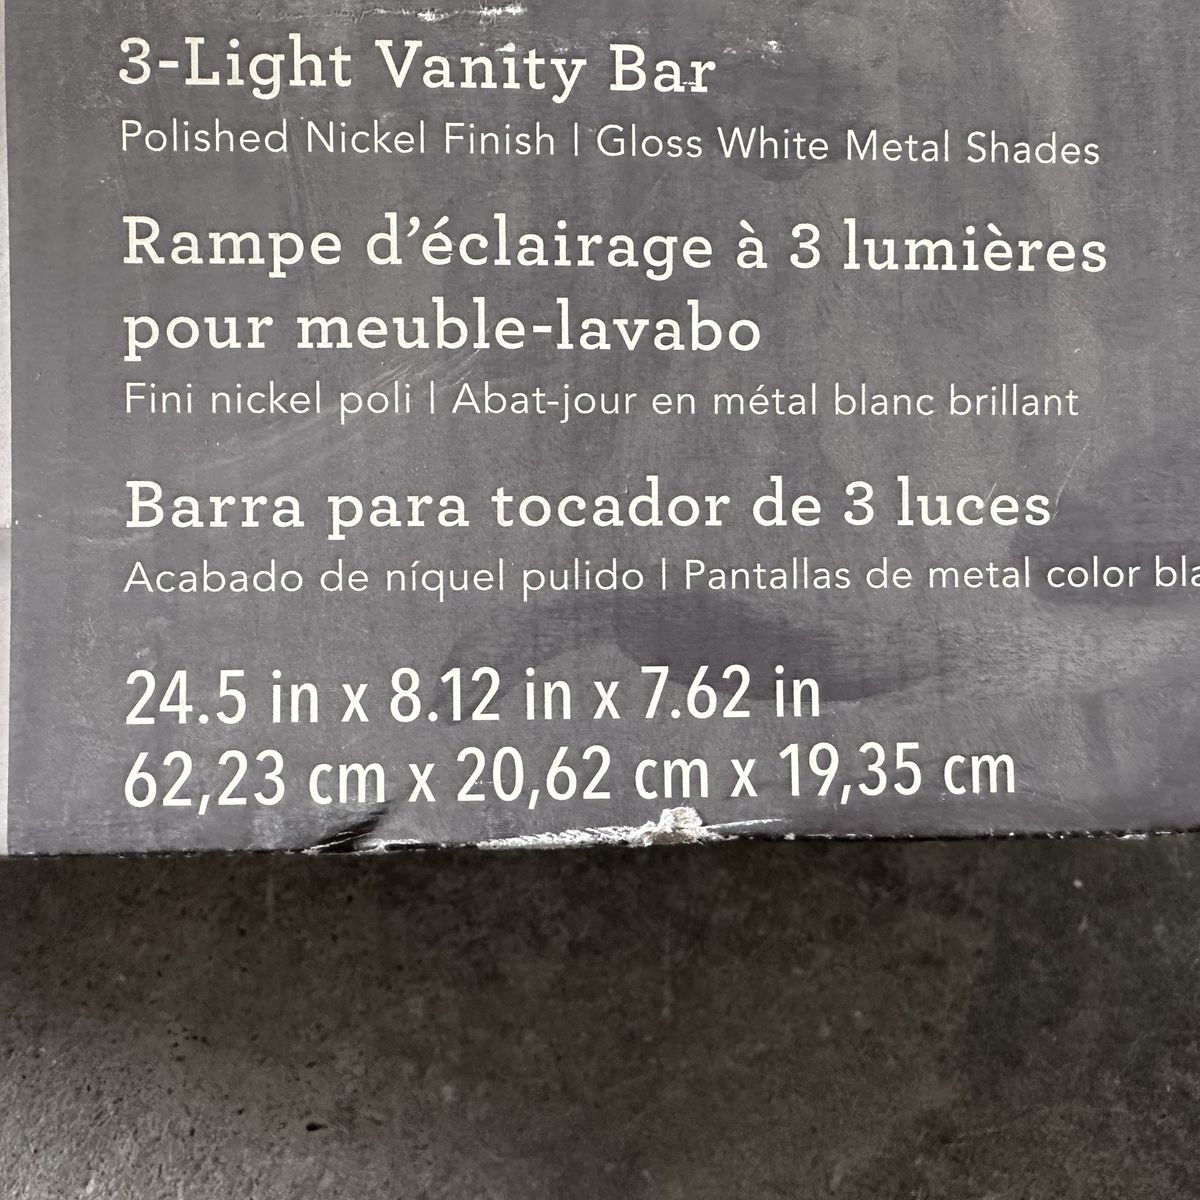 3-Light Vanity Bar
Polished Nickel Finish | Gloss White Metal Shades
Rampe d'éclairage à 3 lumières
pour meuble-lavabo
Fini nickel poli | Abat-jour en métal blanc brillant
Barra para tocador de 3 luces
Acabado de níquel pulido | Pantallas de metal color
24.5 in x 8.12 in x 7.62 in
62,23 cm x 20,62 cm x 19,35 cm